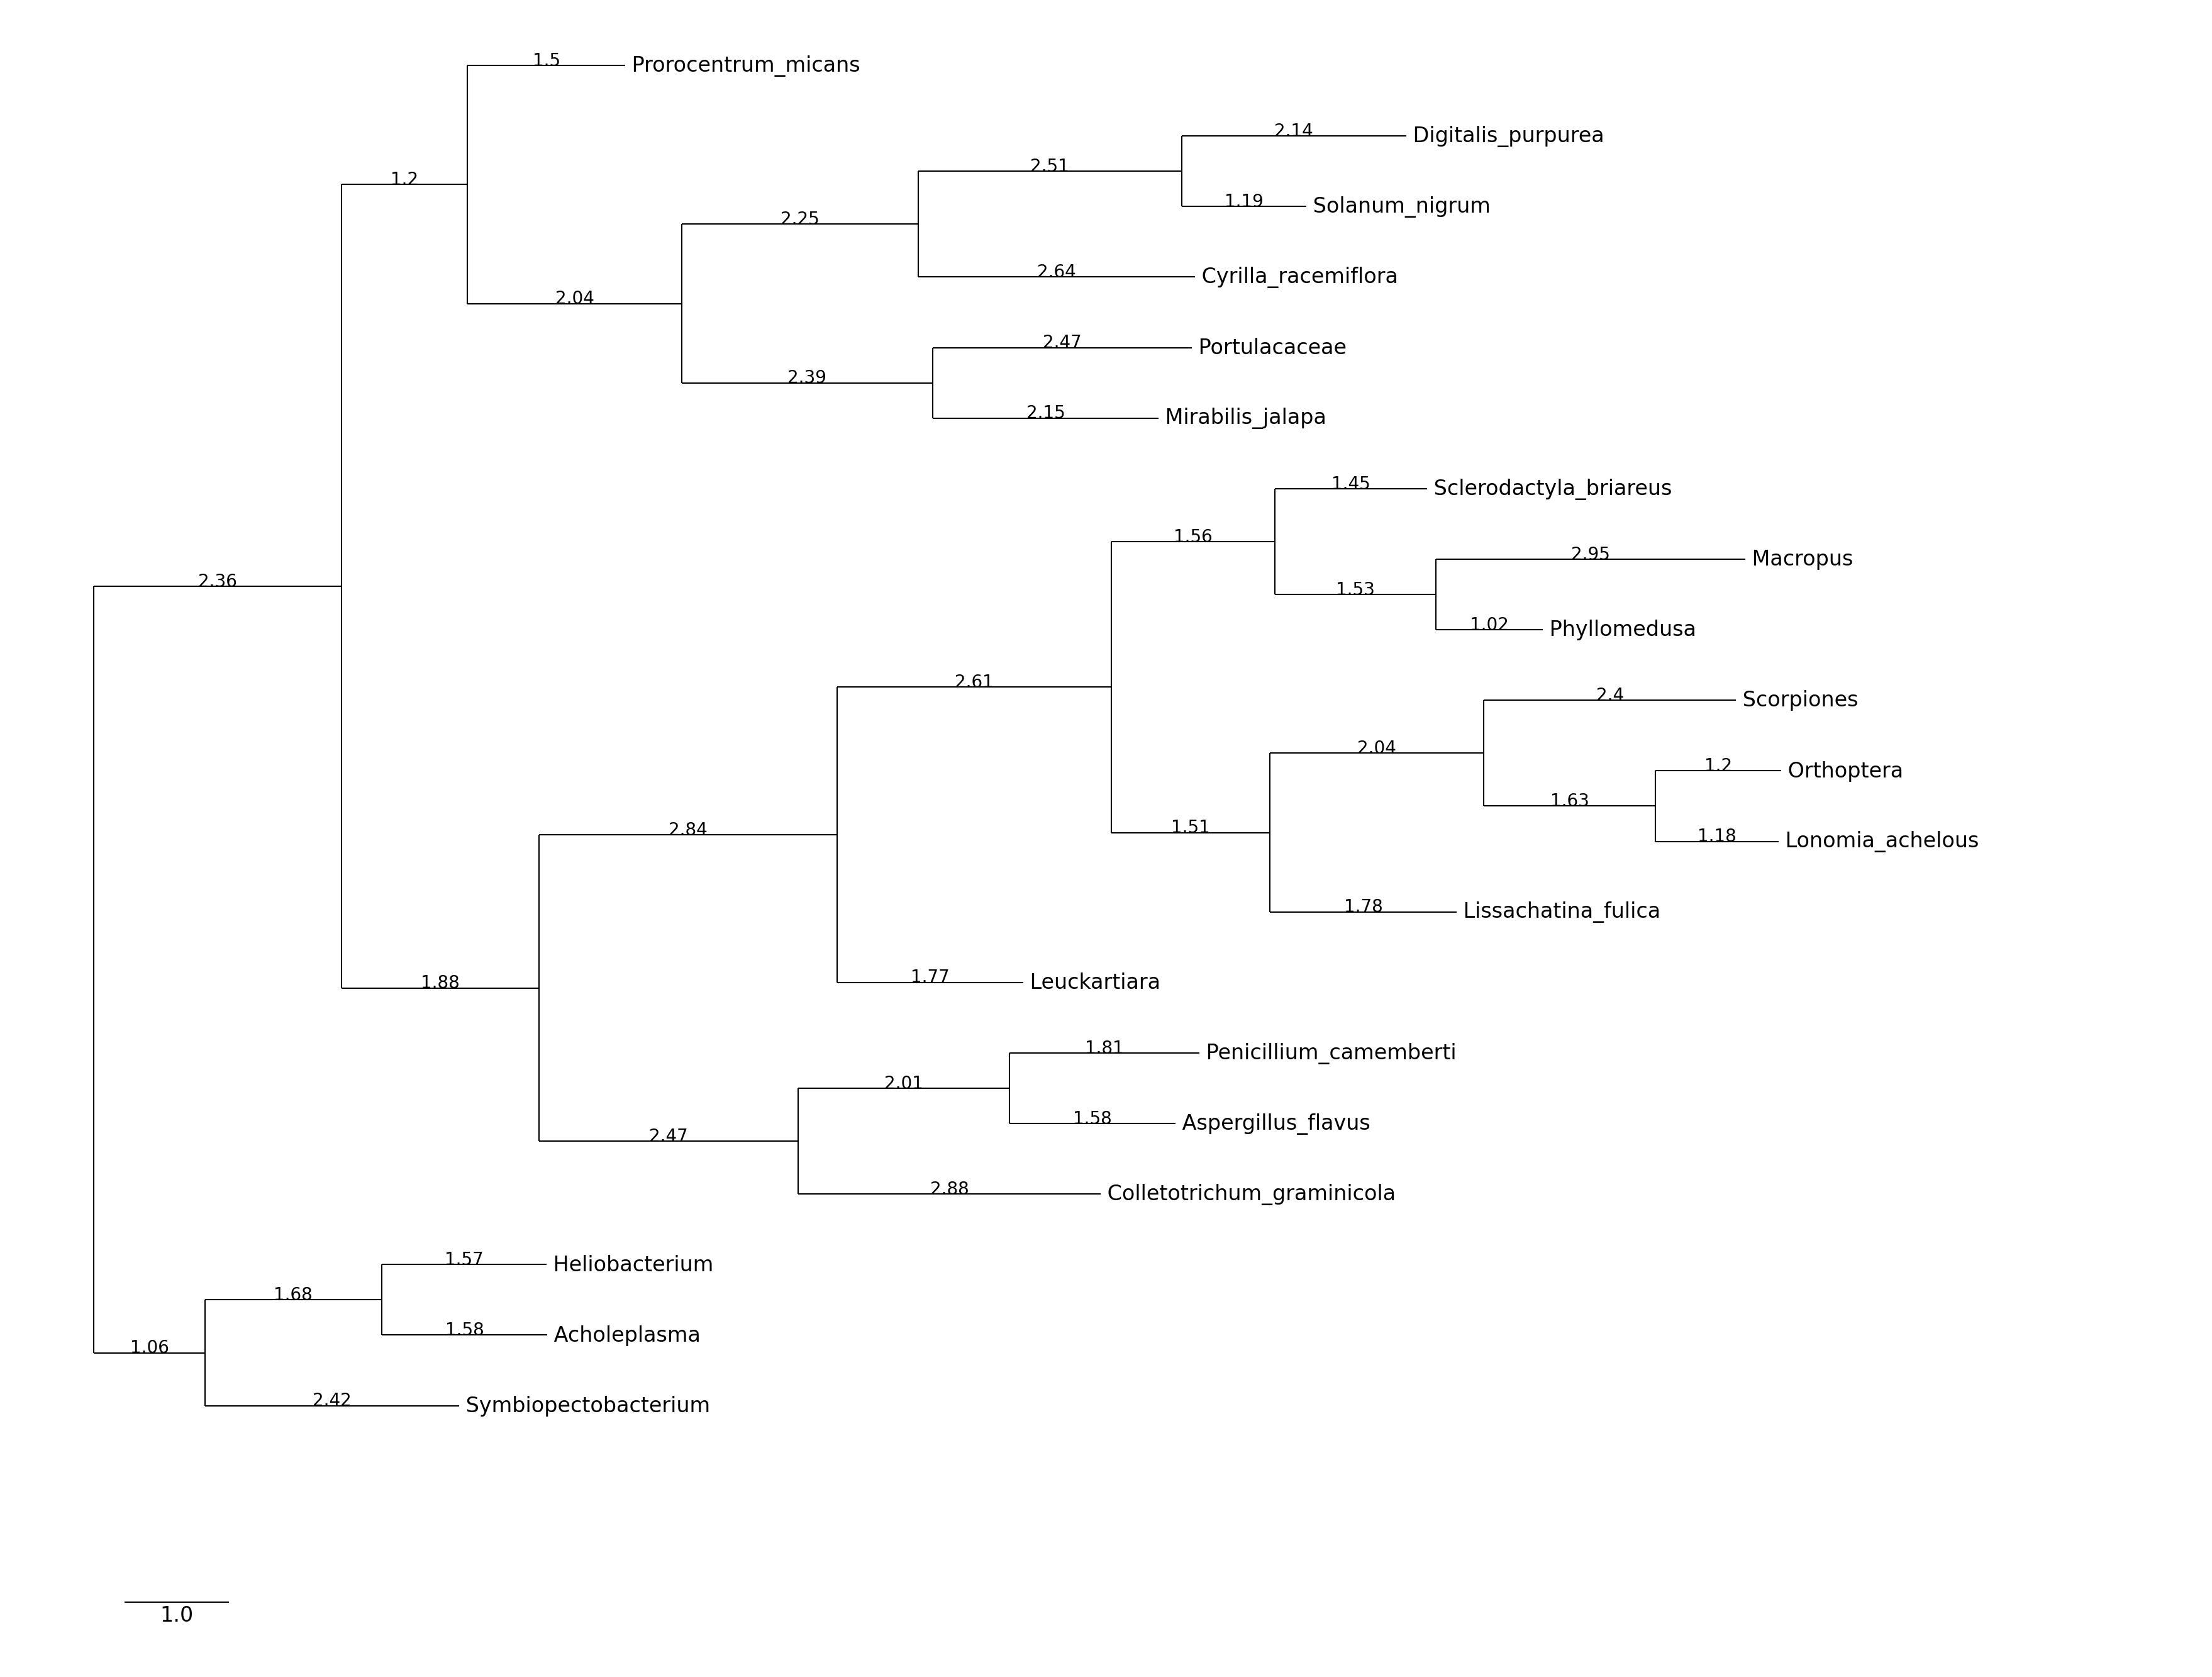 1.5 Prorocentrum_micans
2.14 Digitalis_purpurea
2.51
1.2
1.19 Solanum_nigrum
2.25
2.64 Cyrilla_racemiflora
2.04
2.47 Portulacaceae
2.39
2.15 Mirabilis_jalapa
1.45 Sclerodactyla_briareus
1.56
2.95 Macropus
2.36
1.53
1.02 Phyllomedusa
2.61
2.4 Scorpiones
2.04
1.2 Orthoptera
1.63
2.84
1.51
1.18 Lonomia_achelous
1.78 Lissachatina_fulica
1.77 Leuckartiara
1.88
1.81 Penicillium_camemberti
2.01
1.58 Aspergillus_flavus
2.47
2.88 Colletotrichum_graminicola
1.57 Heliobacterium
1.68
1.58 Acholeplasma
1.06
2.42 Symbiopectobacterium
1.0